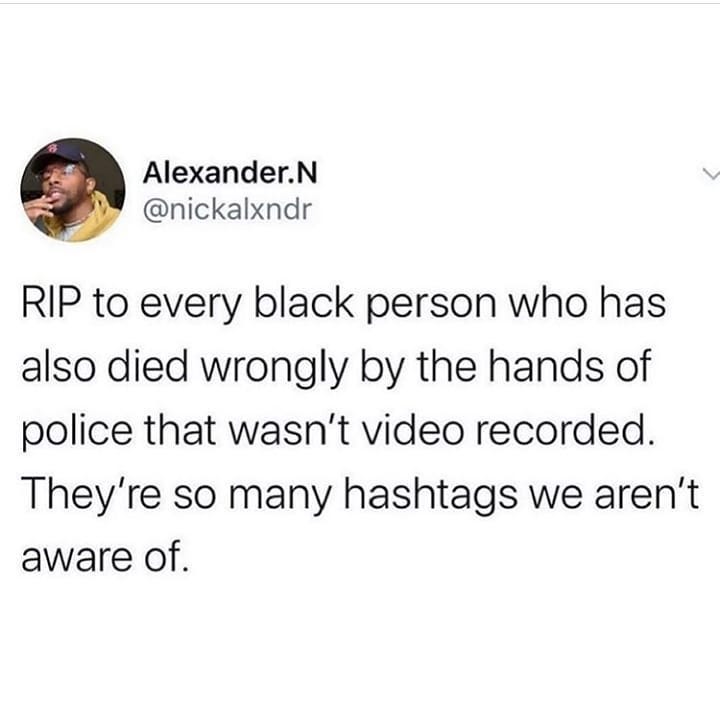 Alexander.N
@nickalxndr
RIP to every black person who has
also died wrongly by the hands of
police that wasn't video recorded.
They're so many hashtags we aren't
aware of.